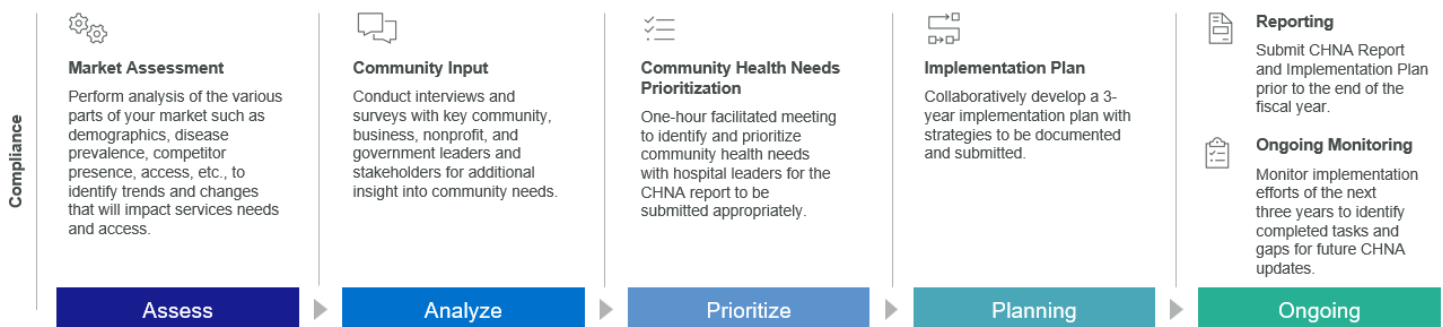 Compliance
Market Assessment
Perform analysis of the various
parts of your market such as
demographics, disease
prevalence, competitor
presence, access, etc., to
identify trends and changes
that will impact services needs
and access.
Assess
Community Input
Conduct interviews and
surveys with key community,
business, nonprofit, and
government leaders and
stakeholders for additional
insight into community needs.
Analyze
Community Health Needs
Prioritization
One-hour facilitated meeting
to identify and prioritize
community health needs
with hospital leaders for the
CHNA report to be
submitted appropriately.
Prioritize
Implementation Plan
Collaboratively develop a 3-
year implementation plan with
strategies to be documented
and submitted.
Planning
Reporting
Submit CHNA Report
and Implementation Plan
prior to the end of the
fiscal year.
Ongoing Monitoring
Monitor implementation
efforts of the next
three years to identify
completed tasks and
gaps for future CHNA
updates.
Ongoing